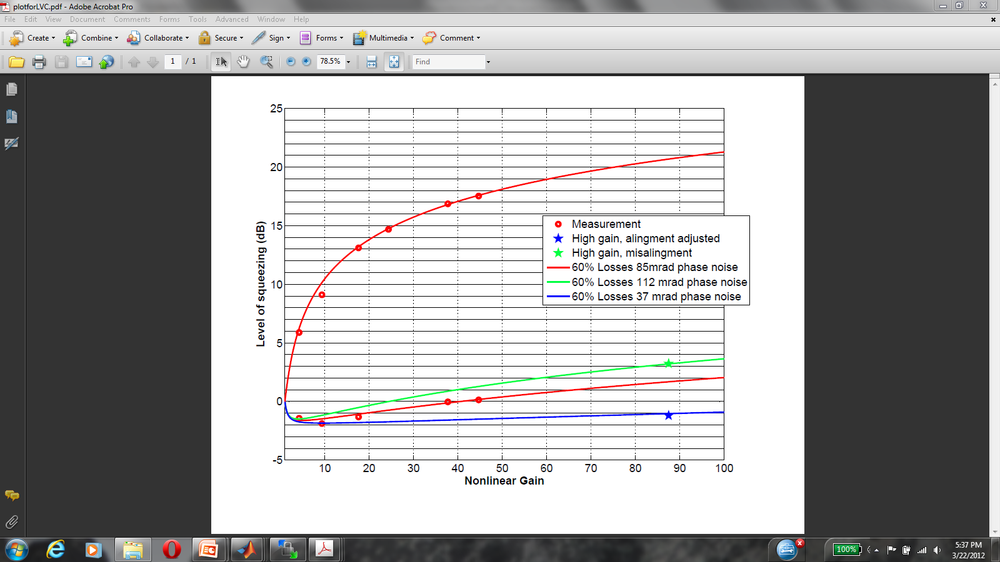 plotforLVC.pdf - Adobe Acrobat Pro
File Edit View Document Comments Forms Tools Advanced Window Help
Create Combine Collaborate Secure Sign Forms Multimedia Comment
1 / 1 78.5% Find
25
20
15
10
5
0
-5
Level of squeezing (dB)
Measurement
High gain, alingment adjusted
High gain, misalingment
60% Losses 85mrad phase noise
60% Losses 112 mrad phase noise
60% Losses 37 mrad phase noise
10 20 30 40 50 60 70 80 90 100
Nonlinear Gain
100%
5:37 PM
3/22/2012